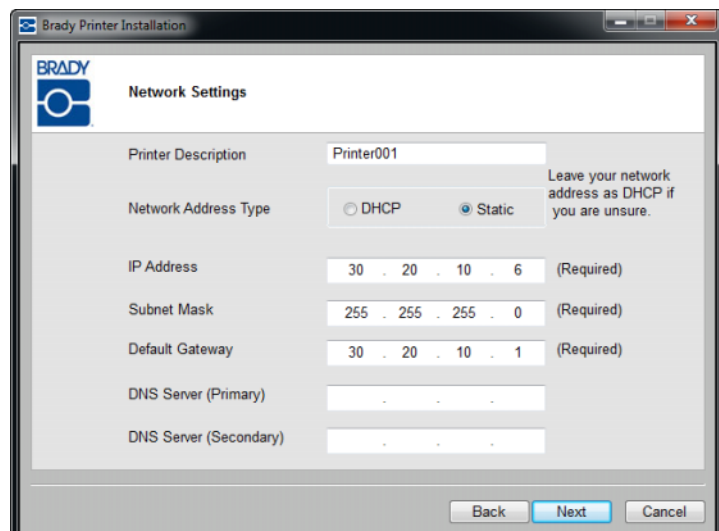 Brady Printer Installation
BRADY
Network Settings
Printer Description Printer001
Leave your network
address as DHCP if
you are unsure.
Network Address Type DHCP Static
IP Address 30 . 20 . 10 . 6 (Required)
Subnet Mask 255 . 255 . 255 . 0 (Required)
Default Gateway 30 . 20 . 10 . 1 (Required)
DNS Server (Primary) . . .
DNS Server (Secondary) . . .
Back Next Cancel